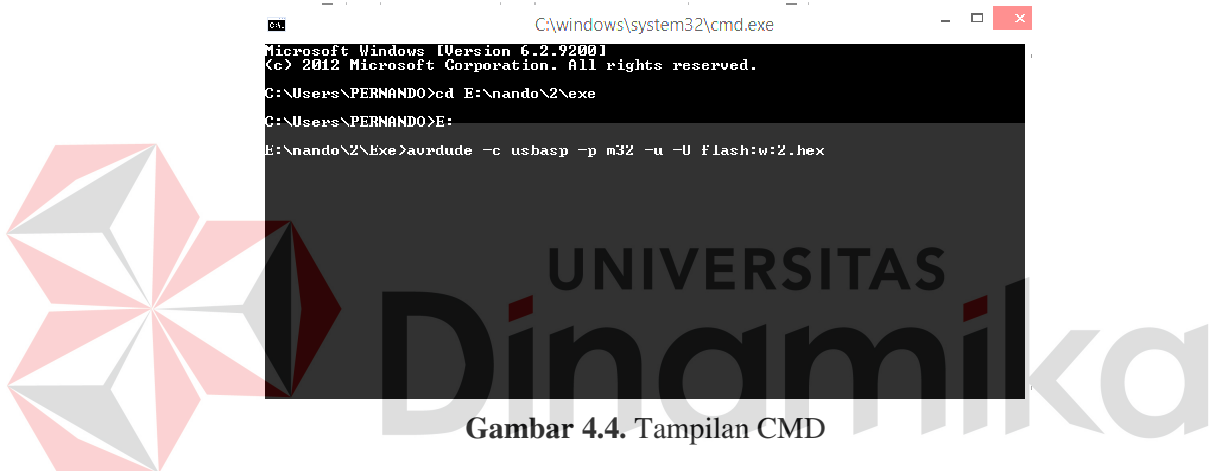 C:\windows\system32\cmd.exe
Microsoft Windows [Version 6.2.9200]
(c) 2012 Microsoft Corporation. All rights reserved.
C:\Users\PERNANDO>cd E:\nando\2\exe
C:\Users\PERNANDO>E:
E:\nando\2\Exe>avrdude -c usbasp -p m32 -u -U flash:w:2.hex
UNIVERSITAS
Dinamika
Gambar 4.4. Tampilan CMD